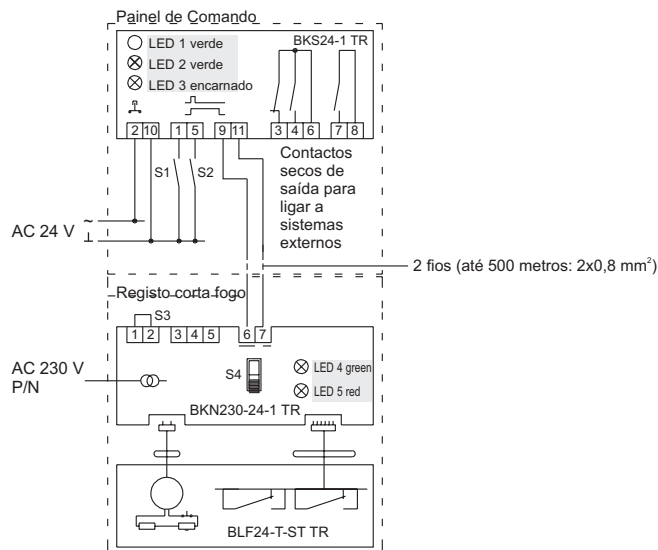 Painel de Comando
LED 1 verde
BKS24-1 TR
LED 2 verde
LED 3 encarnado
2 10 1 5 9 11 3 4 6 7 8
S1 S2
Contactos
secos de
saída para
ligar a
sistemas
externos
AC 24 V ~
⊥
2 fios (até 500 metros: 2x0,8 mm²)
Registo corta fogo
S3
1 2 3 4 5 6 7
AC 230 V
P/N
S4
LED 4 green
LED 5 red
BKN230-24-1 TR
BLF24-T-ST TR